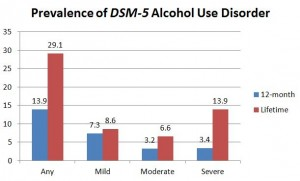 Prevalence of DSM-5 Alcohol Use Disorder
35
30
25
20
15
10
5
0
13.9
29.1
7.3
8.6
3.2
6.6
3.4
13.9
Any
Mild
Moderate
Severe
12-month
Lifetime